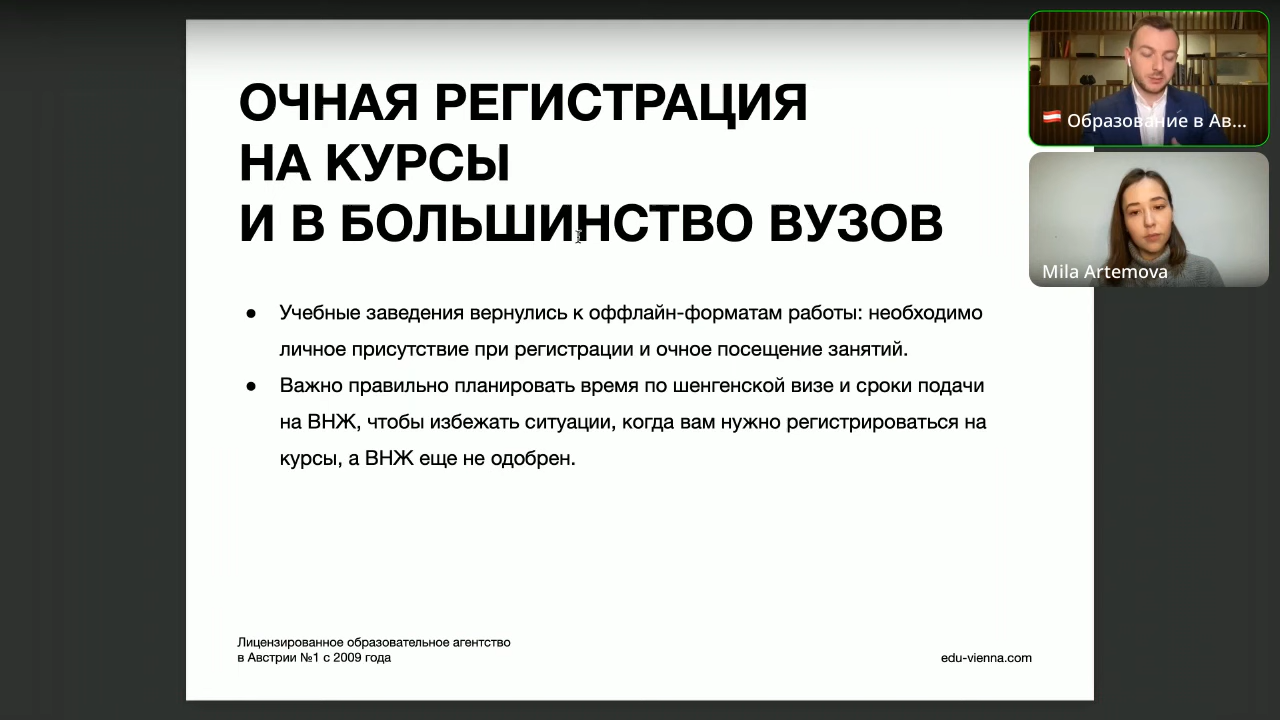 ОЧНАЯ РЕГИСТРАЦИЯ
НА КУРСЫ
И В БОЛЬШИНСТВО ВУЗОВ
● Учебные заведения вернулись к оффлайн-форматам работы: необходимо
личное присутствие при регистрации и очное посещение занятий.
● Важно правильно планировать время по шенгенской визе и сроки подачи
на ВНЖ, чтобы избежать ситуации, когда вам нужно регистрироваться на
курсы, а ВНЖ еще не одобрен.
Лицензированное образовательное агентство
в Австрии №1 с 2009 года
edu-vienna.com
Образование в Ав...
Mila Artemova